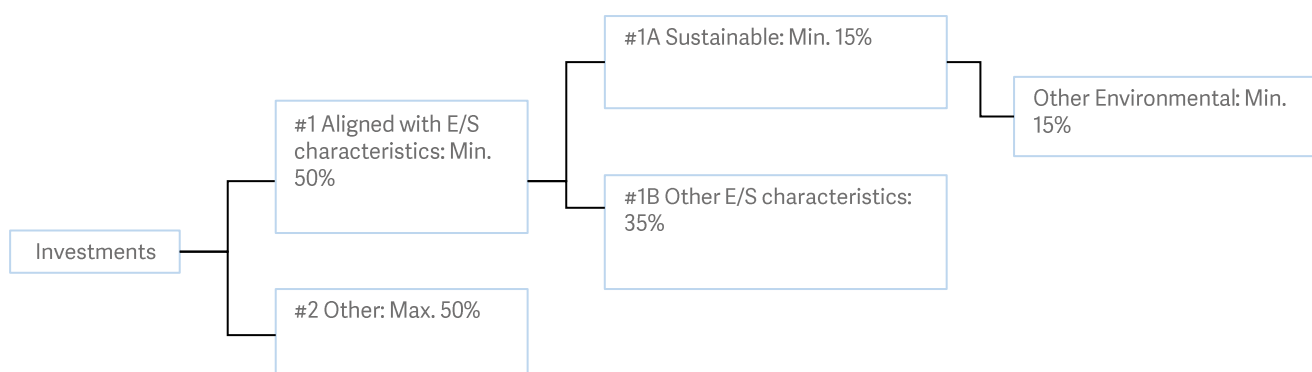 #1A Sustainable: Min. 15%
Other Environmental: Min.
15%
#1 Aligned with E/S
characteristics: Min.
50%
#1B Other E/S characteristics:
35%
Investments
#2 Other: Max. 50%